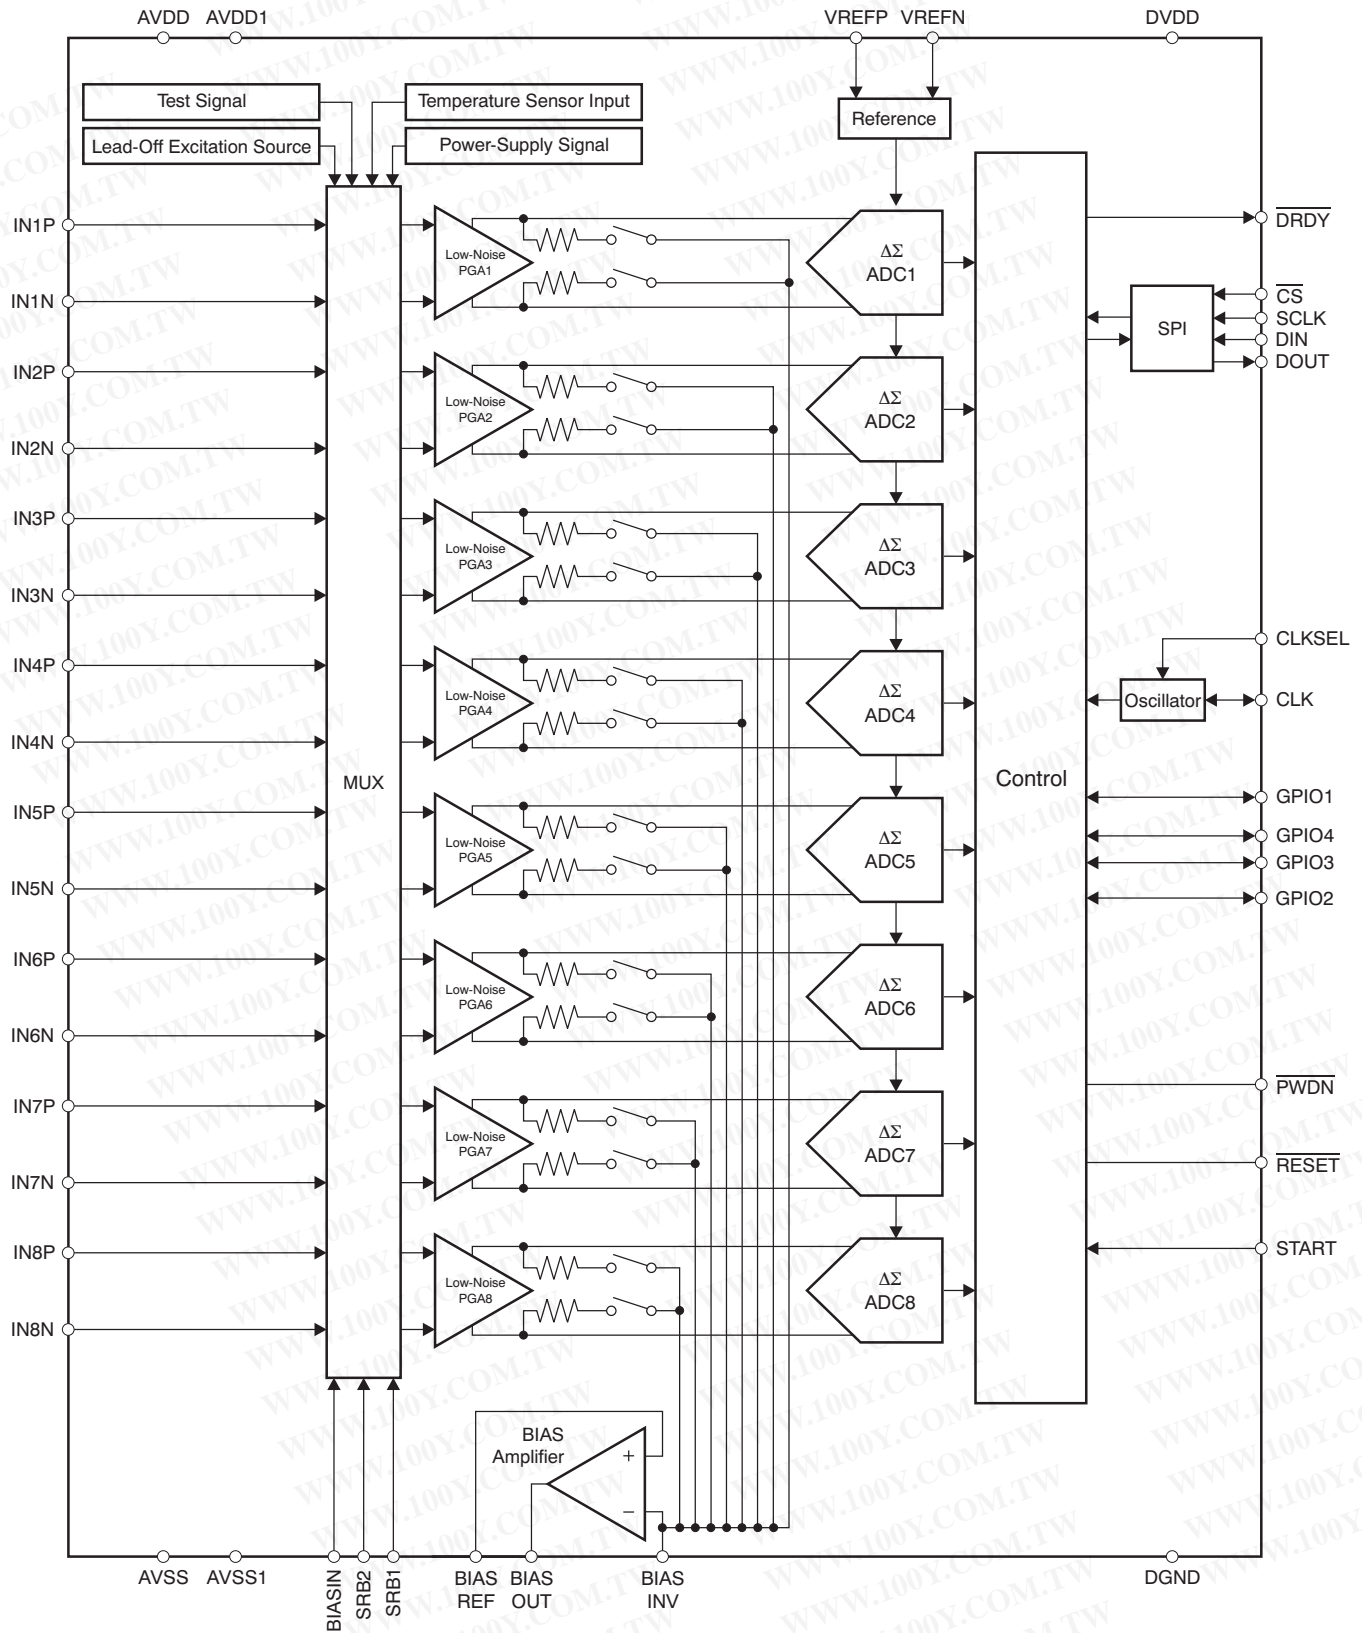 AVDD AVDD1 VREFP VREFN DVDD
Test Signal
Temperature Sensor Input
Lead-Off Excitation Source
Power-Supply Signal
Reference
IN1P
IN1N
IN2P
IN2N
IN3P
IN3N
IN4P
IN4N
IN5P
IN5N
IN6P
IN6N
IN7P
IN7N
IN8P
IN8N
MUX
Low-Noise
PGA1
Low-Noise
PGA2
Low-Noise
PGA3
Low-Noise
PGA4
Low-Noise
PGA5
Low-Noise
PGA6
Low-Noise
PGA7
Low-Noise
PGA8
ΔΣ
ADC1
ΔΣ
ADC2
ΔΣ
ADC3
ΔΣ
ADC4
ΔΣ
ADC5
ΔΣ
ADC6
ΔΣ
ADC7
ΔΣ
ADC8
Control
SPI
Oscillator
DRDY
CS
SCLK
DIN
DOUT
CLKSEL
CLK
GPIO1
GPIO4
GPIO3
GPIO2
PWDN
RESET
START
BIAS
Amplifier
+
−
AVSS AVSS1
BIASIN
SRB2
SRB1
BIAS
REF
BIAS
OUT
BIAS
INV
DGND
WWW.100Y.COM.TW